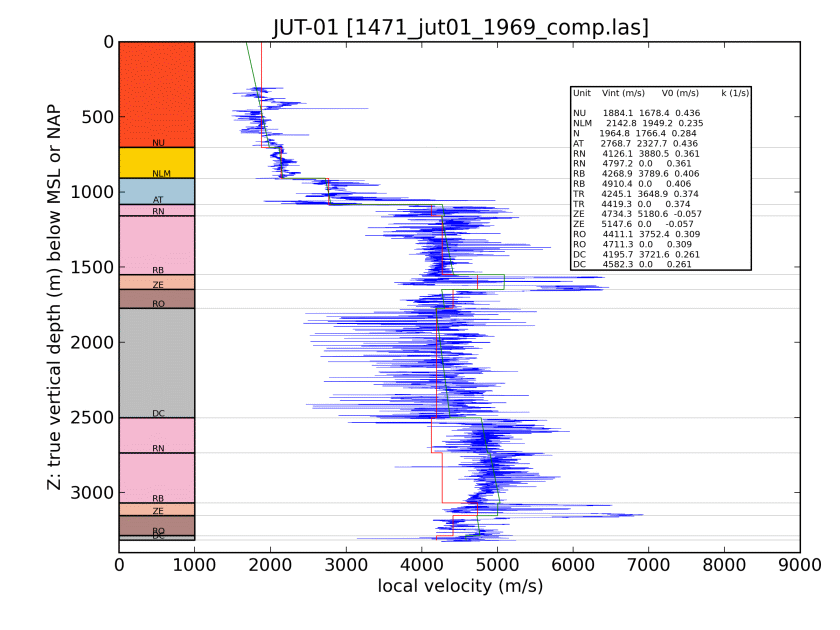 JUT-01 [1471_jut01_1969_comp.las]
Z: true vertical depth (m) below MSL or NAP
0
500
1000
1500
2000
2500
3000
NU
NLM
AT
RN
RB
ZE
RO
DC
RN
RB
ZE
RO
DC
Unit Vint (m/s) V0 (m/s) k (1/s)
NU 1884.1 1678.4 0.436
NLM 2142.8 1949.2 0.235
N 1964.8 1766.4 0.284
AT 2768.7 2327.7 0.436
RN 4126.1 3880.5 0.361
RN 4797.2 0.0 0.361
RB 4268.9 3789.6 0.406
RB 4910.4 0.0 0.406
TR 4245.1 3648.9 0.374
TR 4419.3 0.0 0.374
ZE 4734.3 5180.6 -0.057
ZE 5147.6 0.0 -0.057
RO 4411.1 3752.4 0.309
RO 4711.3 0.0 0.309
DC 4195.7 3721.6 0.261
DC 4582.3 0.0 0.261
0 1000 2000 3000 4000 5000 6000 7000 8000 9000
local velocity (m/s)